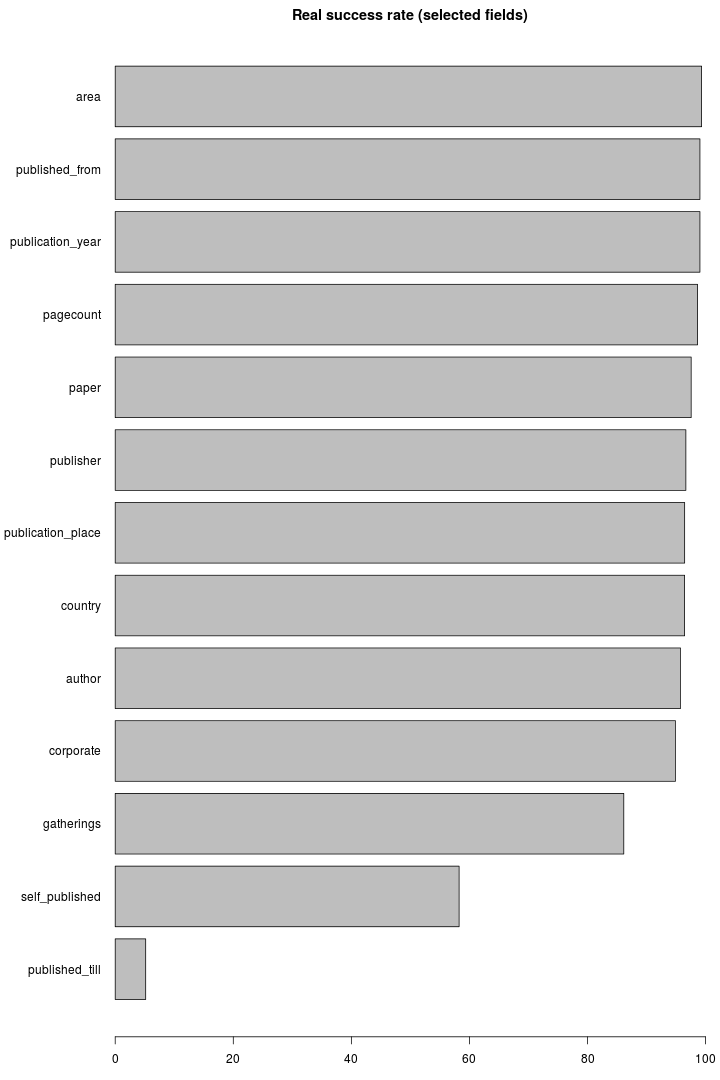 Real success rate (selected fields)
area
published_from
publication_year
pagecount
paper
publisher
publication_place
country
author
corporate
gatherings
self_published
published_till
0 20 40 60 80 100